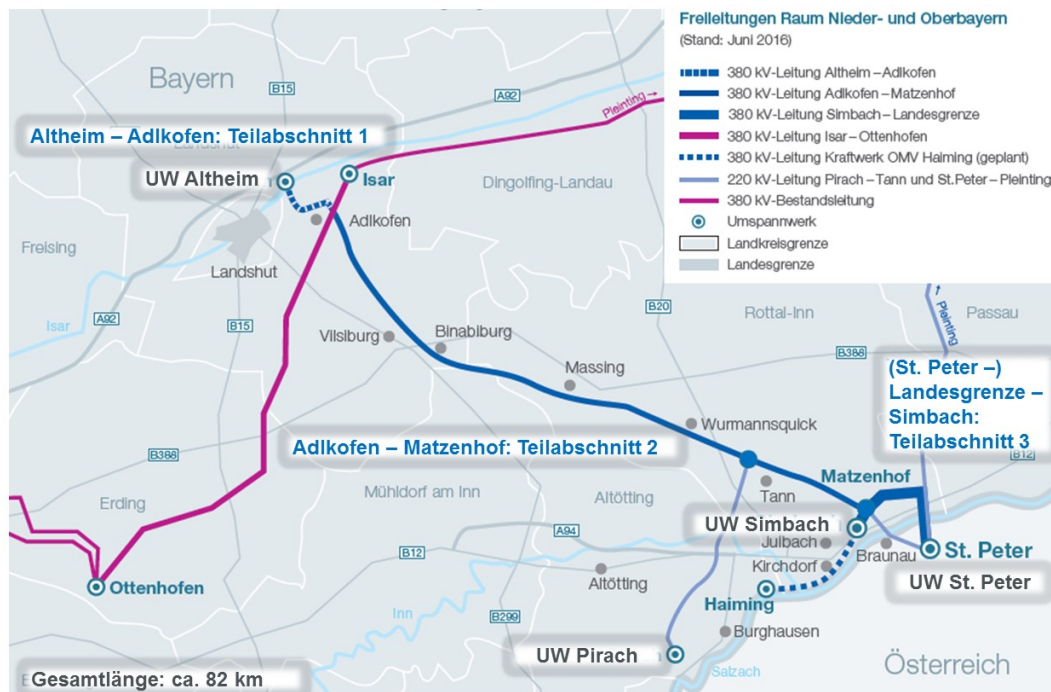 Freileitungen Raum Nieder- und Oberbayern
(Stand: Juni 2016)
380 kV-Leitung Altheim – Adlkofen
380 kV-Leitung Adlkofen – Matzenhof
380 kV-Leitung Simbach – Landesgrenze
380 kV-Leitung Isar – Ottenhofen
380 kV-Leitung Kraftwerk OMV Haiming (geplant)
220 kV-Leitung Pirach – Tann und St.Peter – Pleinting
380 kV-Bestandsleitung
Umspannwerk
Landkreisgrenze
Landesgrenze
Bayern
B15
A92
Pleinting →
Altheim – Adlkofen: Teilabschnitt 1
UW Altheim
Isar
Dingolfing-Landau
Adlkofen
Freising
Landshut
Isar
A92
B15
Vilsiburg
Binabiburg
B20
Rottal-Inn
Pleinting
Passau
B388
Massing
(St. Peter –)
Landesgrenze –
Simbach:
Teilabschnitt 3
Wurmannsquick
Adlkofen – Matzenhof: Teilabschnitt 2
B388
B12
Matzenhof
Tann
Erding
Mühldorf am Inn
Altötting
UW Simbach
A94
Julbach
B12
Braunau
St. Peter
Kirchdorf
UW St. Peter
Altötting
Ottenhofen
Haiming
Inn
B299
Burghausen
UW Pirach
Salzach
Österreich
Gesamtlänge: ca. 82 km